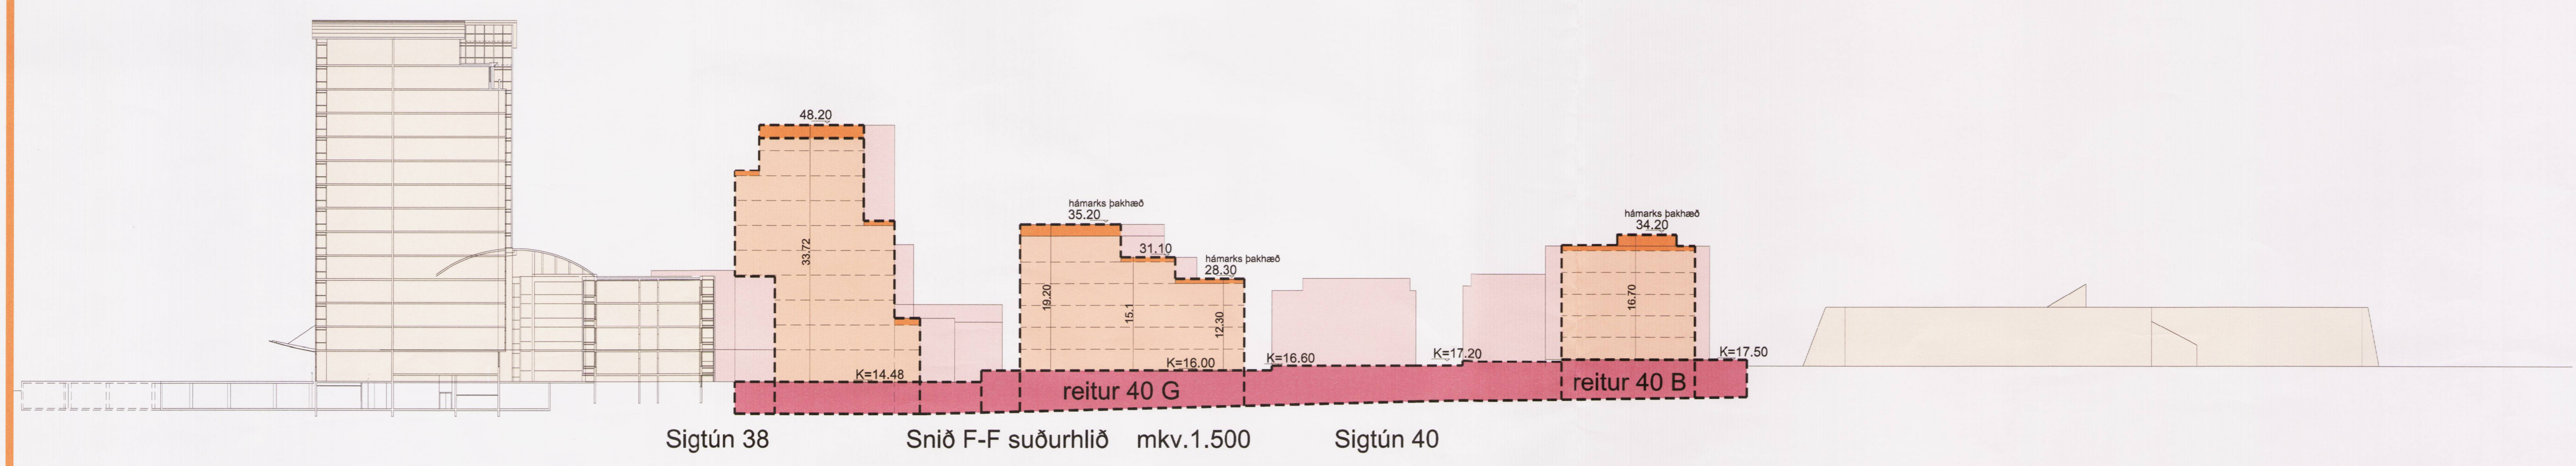 48.20
33.72
K=14.48
hámarks þakhæð
35.20
31.10
hámarks þakhæð
28.30
19.20
15.1
12.30
K=16.00
K=16.60
K=17.20
hámarks þakhæð
34.20
16.70
K=17.50
reitur 40 G
reitur 40 B
Sigtún 38
Snið F-F suðurhlið mkv.1.500
Sigtún 40